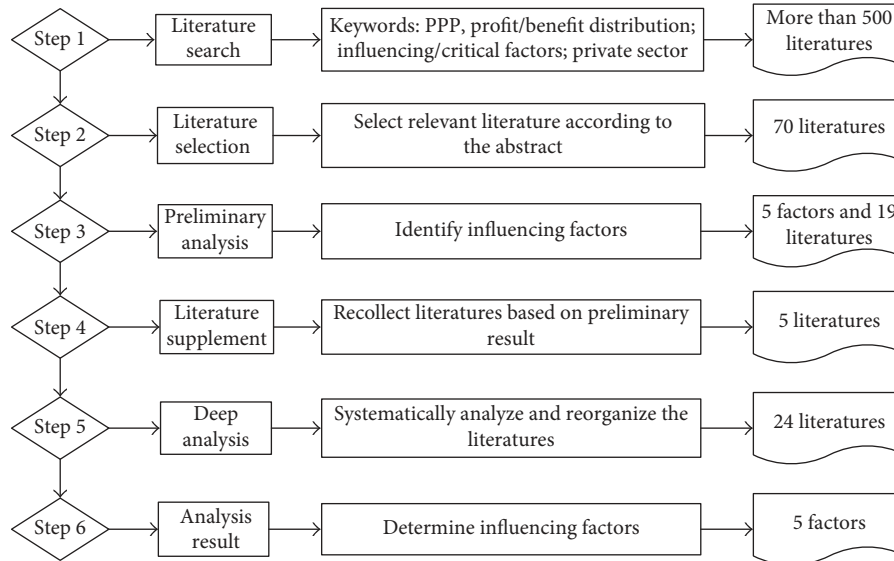 Step 1
Literature
search
Keywords: PPP, profit/benefit distribution;
influencing/critical factors; private sector
More than 500
literatures
Step 2
Literature
selection
Select relevant literature according to
the abstract
70 literatures
Step 3
Preliminary
analysis
Identify influencing factors
5 factors and 19
literatures
Step 4
Literature
supplement
Recollect literatures based on preliminary
result
5 literatures
Step 5
Deep
analysis
Systematically analyze and reorganize the
literatures
24 literatures
Step 6
Analysis
result
Determine influencing factors
5 factors